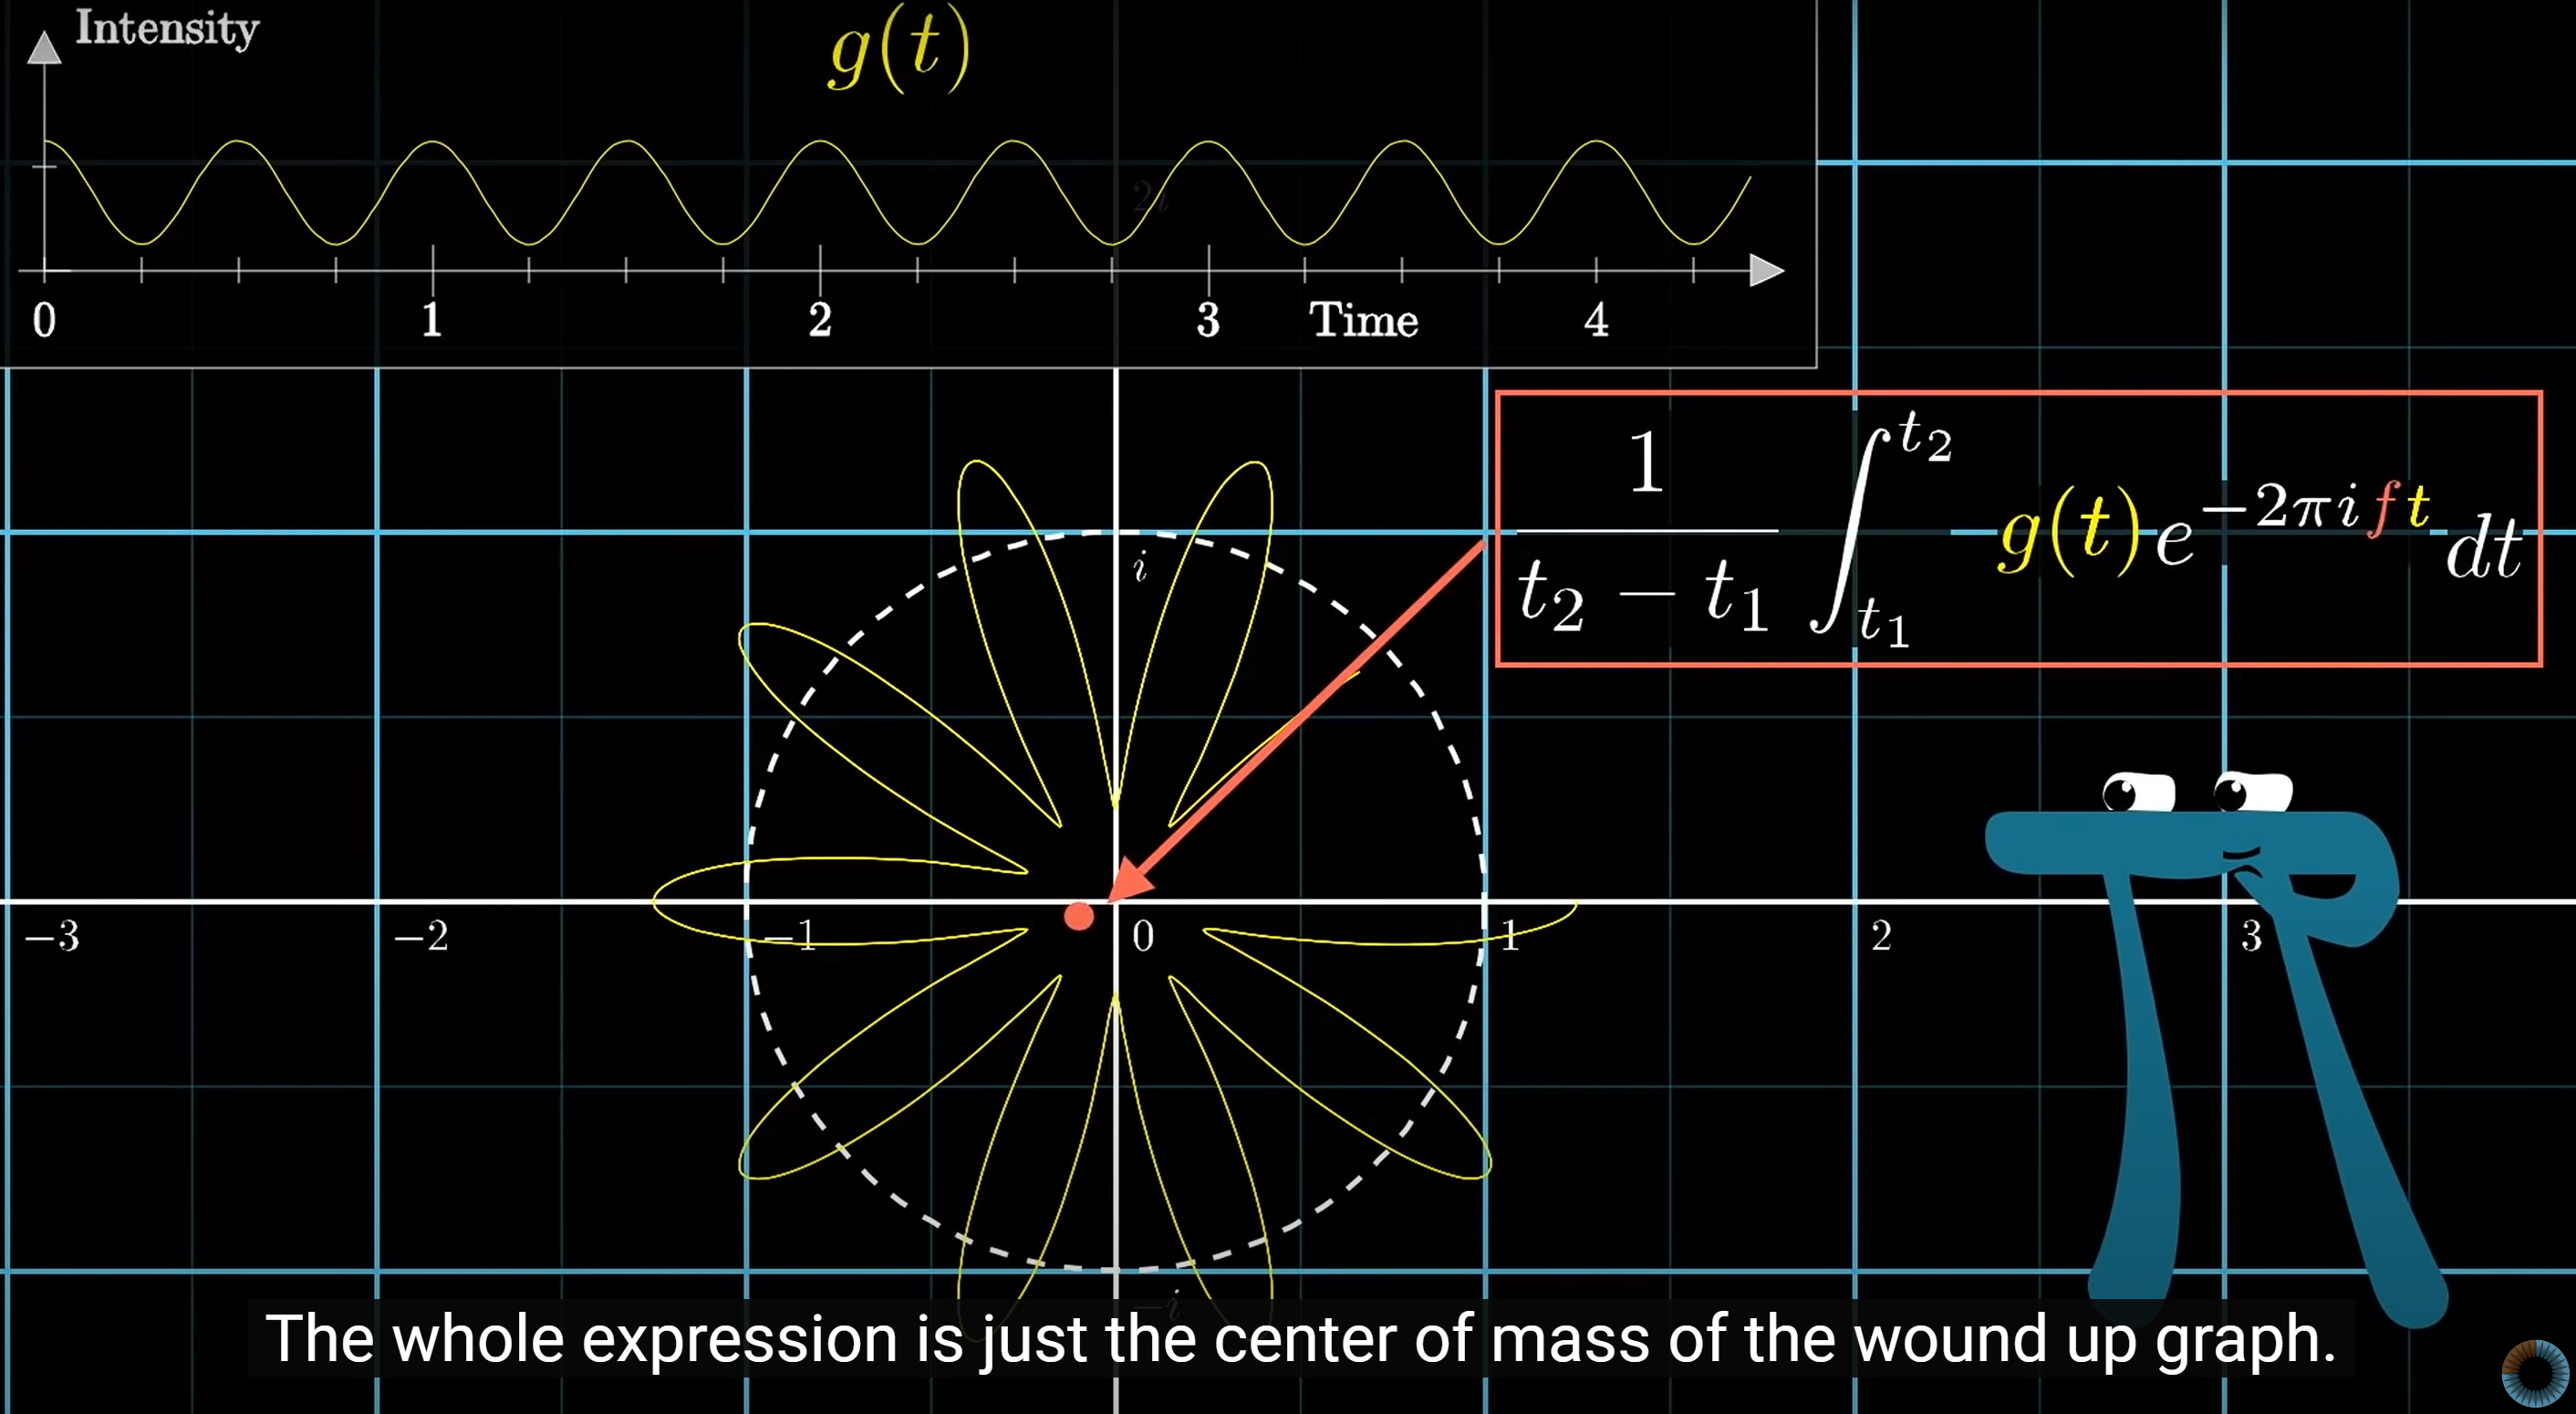 Intensity
g(t)
2i
0 1 2 3 Time 4
1/(t₂ − t₁) ∫_{t₁}^{t₂} g(t)e^{−2πift}dt
i
−3 −2 −1 0 1 2 3
−i
The whole expression is just the center of mass of the wound up graph.